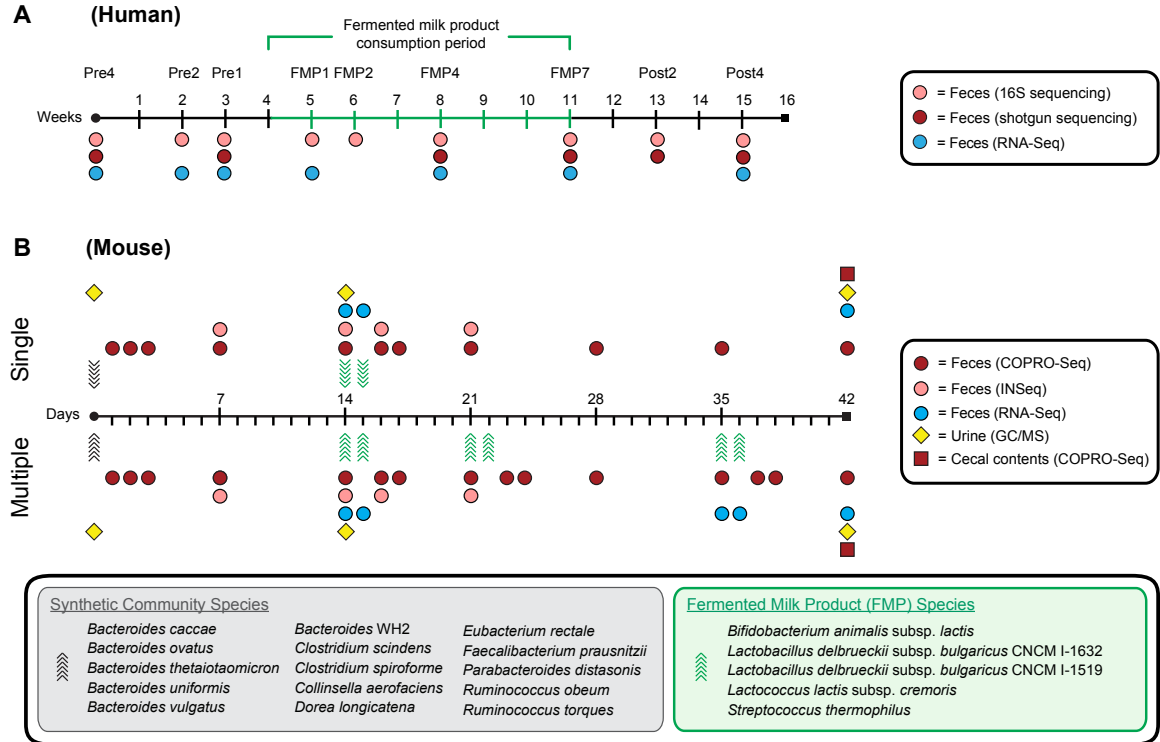 A (Human)
Fermented milk product
consumption period
Pre4 Pre2 Pre1 FMP1 FMP2 FMP4 FMP7 Post2 Post4
Weeks 1 2 3 4 5 6 7 8 9 10 11 12 13 14 15 16
= Feces (16S sequencing)
= Feces (shotgun sequencing)
= Feces (RNA-Seq)
B (Mouse)
Single
Days 7 14 21 28 35 42
Multiple
= Feces (COPRO-Seq)
= Feces (INSeq)
= Feces (RNA-Seq)
= Urine (GC/MS)
= Cecal contents (COPRO-Seq)
Synthetic Community Species
Bacteroides caccae
Bacteroides ovatus
Bacteroides thetaiotaomicron
Bacteroides uniformis
Bacteroides vulgatus
Bacteroides WH2
Clostridium scindens
Clostridium spiroforme
Collinsella aerofaciens
Dorea longicatena
Eubacterium rectale
Faecalibacterium prausnitzii
Parabacteroides distasonis
Ruminococcus obeum
Ruminococcus torques
Fermented Milk Product (FMP) Species
Bifidobacterium animalis subsp. lactis
Lactobacillus delbrueckii subsp. bulgaricus CNCM I-1632
Lactobacillus delbrueckii subsp. bulgaricus CNCM I-1519
Lactococcus lactis subsp. cremoris
Streptococcus thermophilus